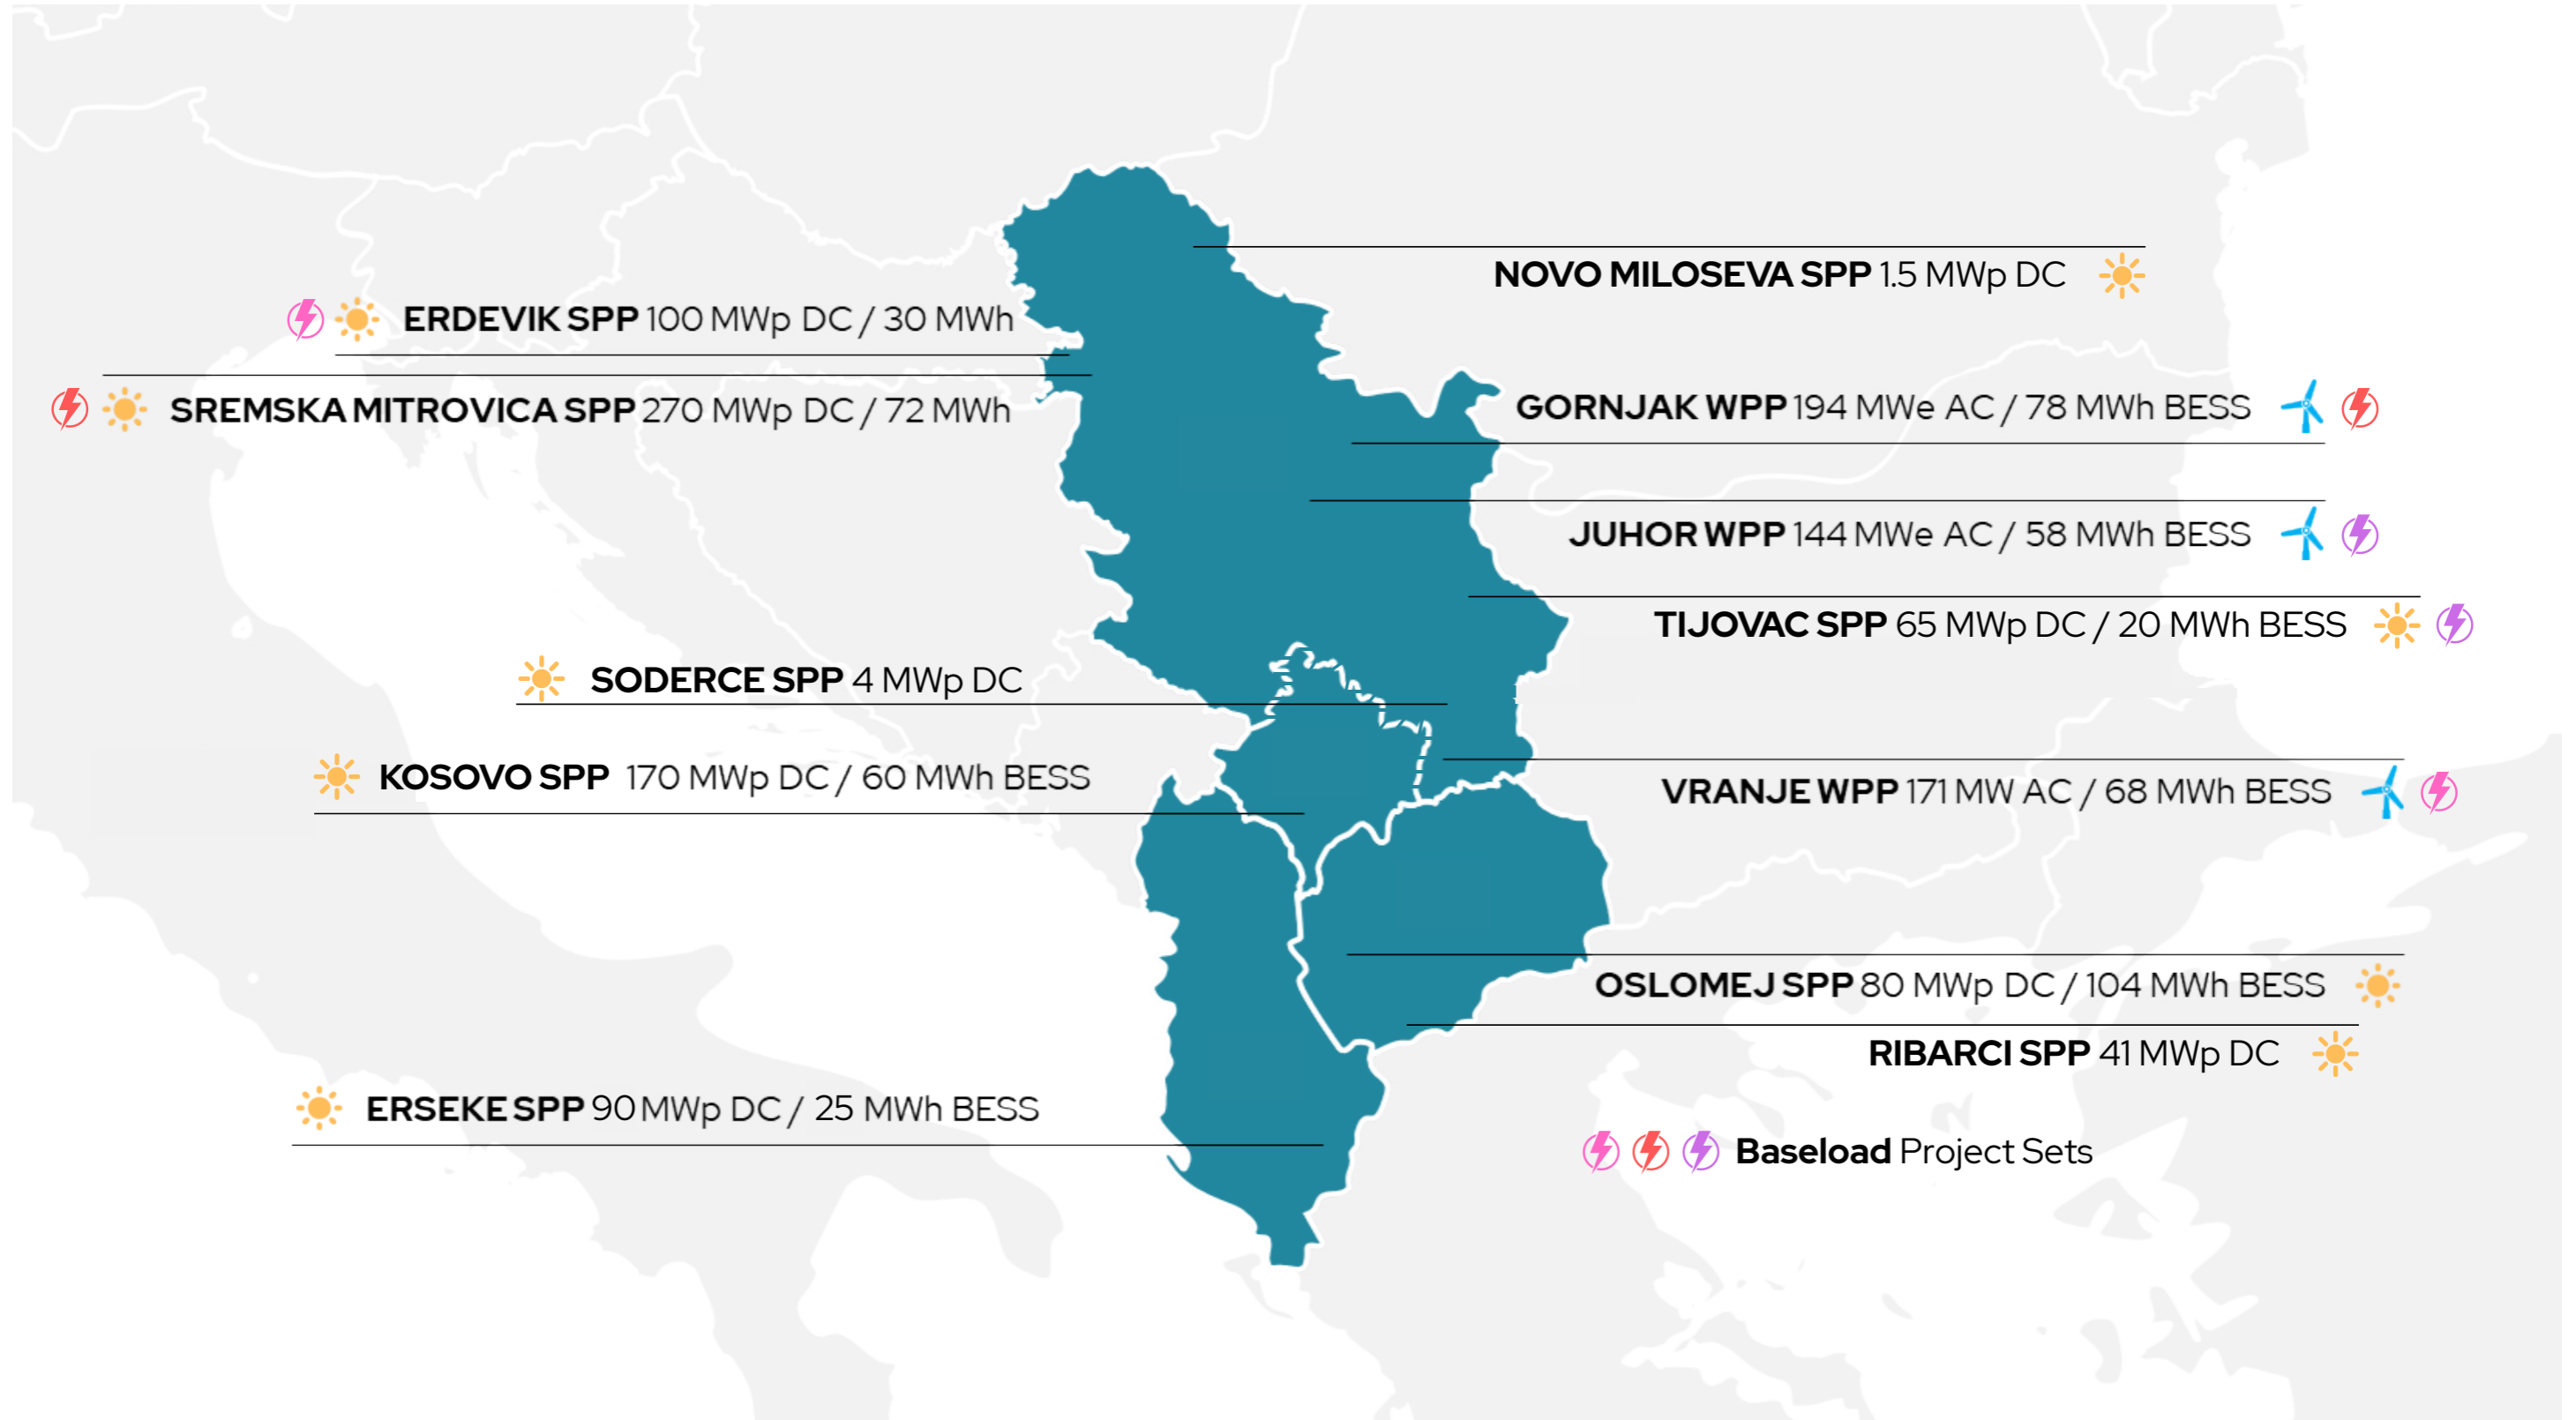 NOVO MILOSEVA SPP 1.5 MWp DC
ERDEVIK SPP 100 MWp DC / 30 MWh
SREMSKA MITROVICA SPP 270 MWp DC / 72 MWh
GORNJAK WPP 194 MWe AC / 78 MWh BESS
JUHOR WPP 144 MWe AC / 58 MWh BESS
TIJOVAC SPP 65 MWp DC / 20 MWh BESS
SODERCE SPP 4 MWp DC
KOSOVO SPP 170 MWp DC / 60 MWh BESS
VRANJE WPP 171 MW AC / 68 MWh BESS
OSLOMEJ SPP 80 MWp DC / 104 MWh BESS
RIBARCI SPP 41 MWp DC
ERSEKE SPP 90 MWp DC / 25 MWh BESS
Baseload Project Sets